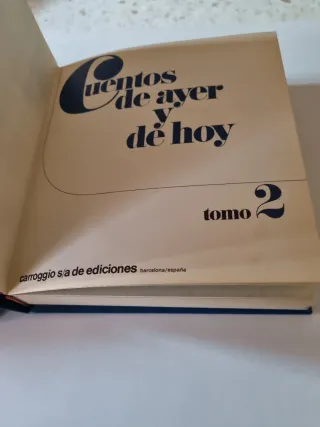 Cuentos
de ayer
y
de hoy
tomo 2
carroggio s/a de ediciones barcelona/españa